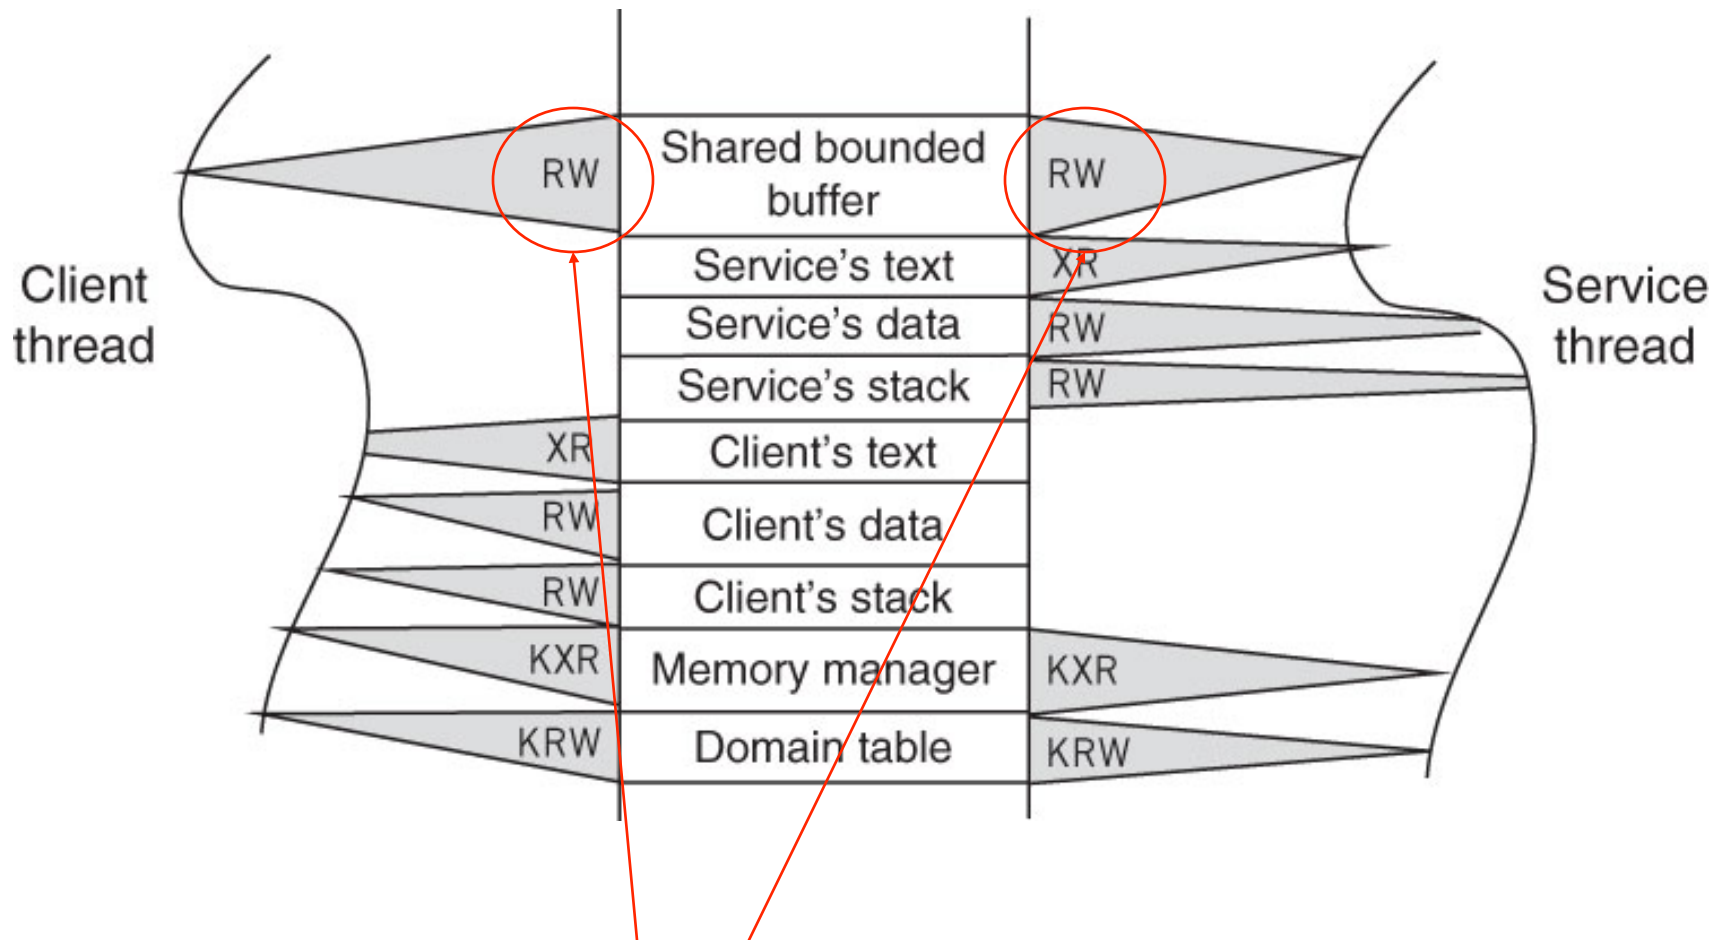 RW
Shared bounded
buffer
RW
Service's text
XR
Client
thread
Service's data
RW
Service
thread
Service's stack
RW
XR
Client's text
RW
Client's data
RW
Client's stack
KXR
Memory manager
KXR
KRW
Domain table
KRW